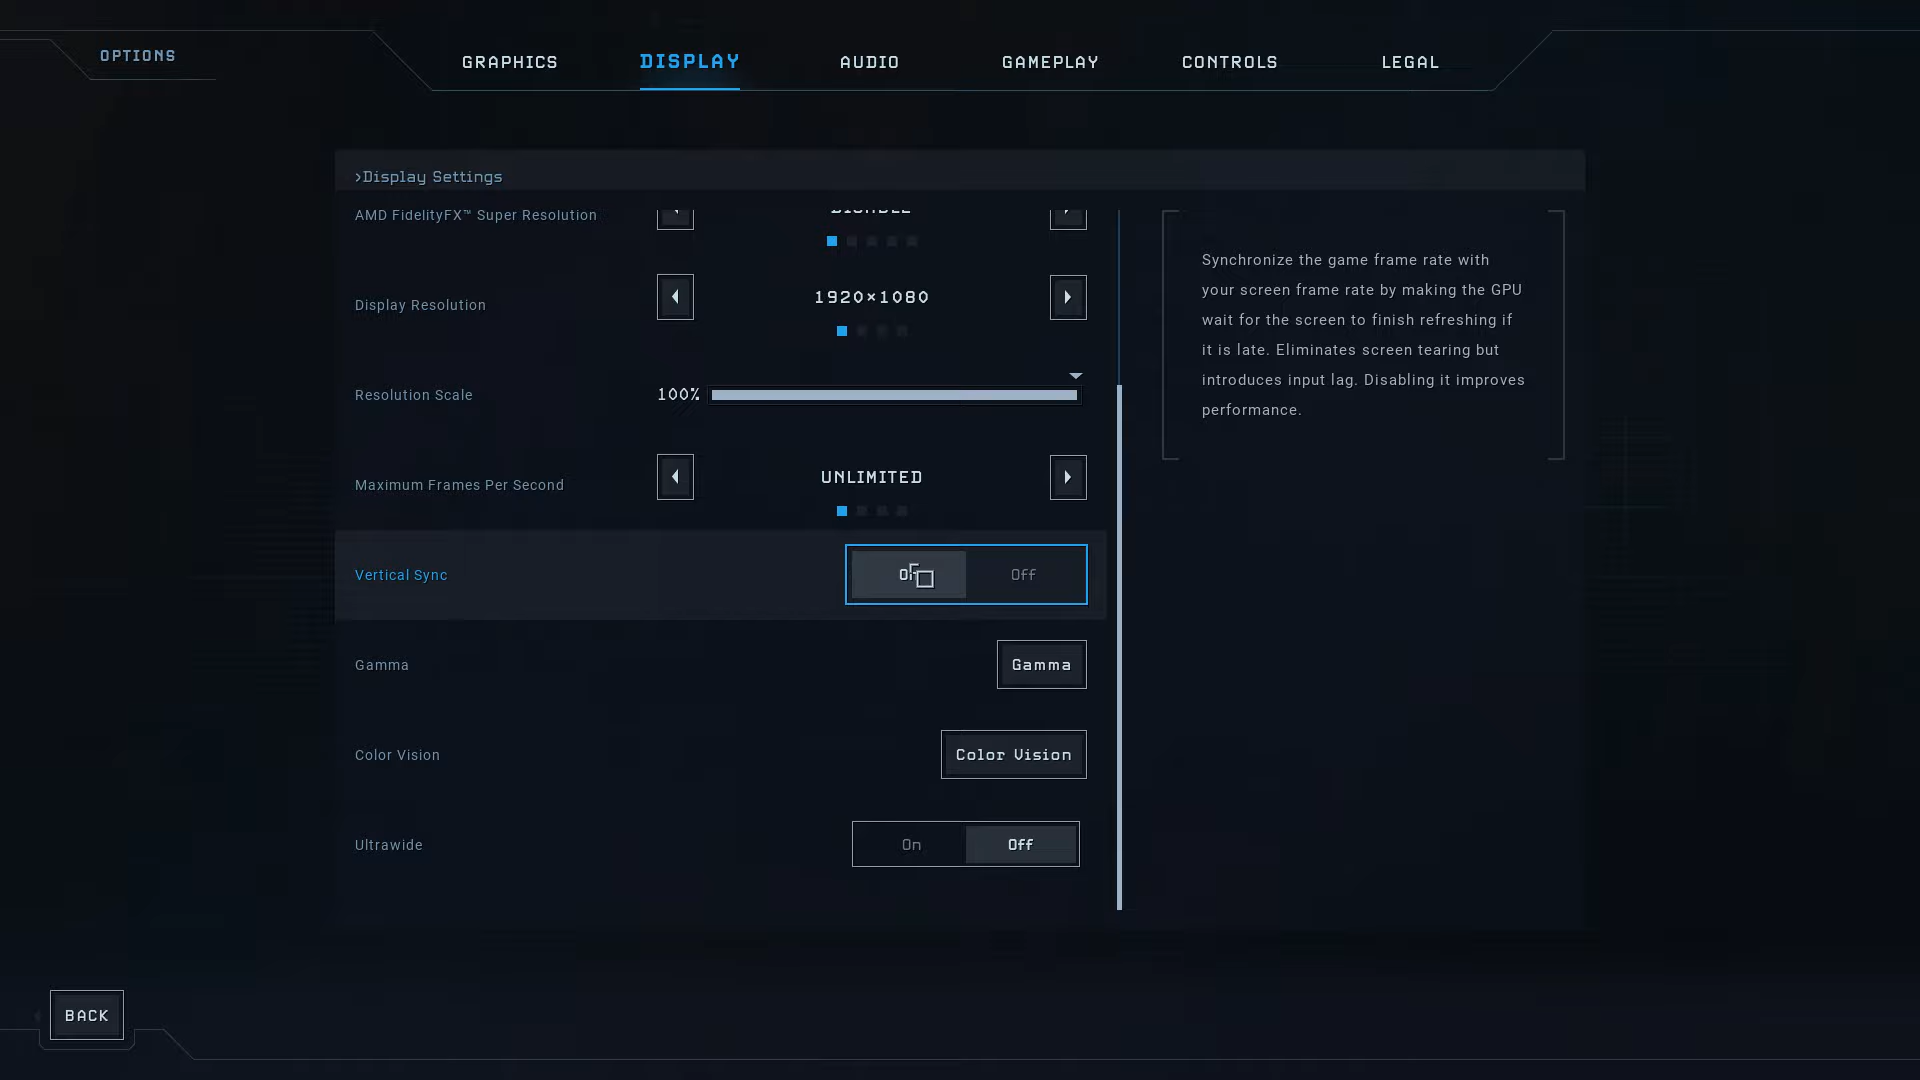 OPTIONS
GRAPHICS
DISPLAY
AUDIO
GAMEPLAY
CONTROLS
LEGAL
>Display Settings
AMD FidelityFX™ Super Resolution
Display Resolution
1920×1080
Resolution Scale
100%
Maximum Frames Per Second
UNLIMITED
Vertical Sync
Off
Gamma
Gamma
Color Vision
Color Vision
Ultrawide
On
Off
Synchronize the game frame rate with
your screen frame rate by making the GPU
wait for the screen to finish refreshing if
it is late. Eliminates screen tearing but
introduces input lag. Disabling it improves
performance.
BACK